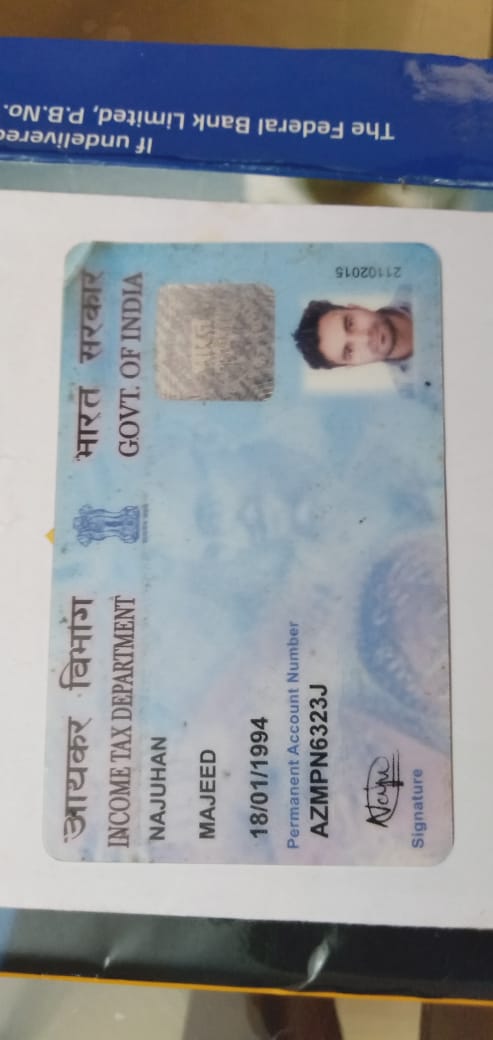 If undelivered
The Federal Bank Limited, P.B.No.
आयकर विभाग
INCOME TAX DEPARTMENT
भारत सरकार
GOVT. OF INDIA
NAJUHAN
MAJEED
18/01/1994
Permanent Account Number
AZMPN6323J
Signature
21102015
भारत